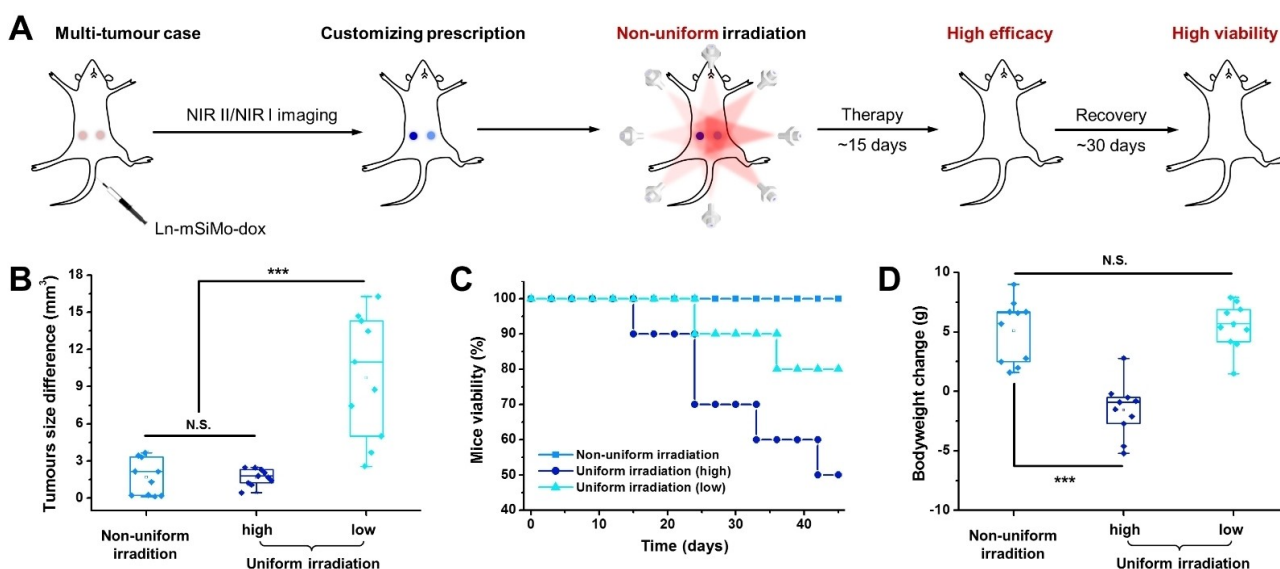 A
Multi-tumour case
Customizing prescription
Non-uniform irradiation
High efficacy
High viability
NIR II/NIR I imaging
Therapy
~15 days
Recovery
~30 days
Ln-mSiMo-dox
B
Tumours size difference (mm³)
18
15
12
9
6
3
0
***
N.S.
Non-uniform
irradition
high
low
Uniform irradiation
C
Mice viability (%)
100
90
80
70
60
50
40
Non-uniform irradiation
Uniform irradiation (high)
Uniform irradiation (low)
0
10
20
30
40
Time (days)
D
Bodyweight change (g)
10
5
0
-5
-10
N.S.
***
Non-uniform
irradition
high
low
Uniform irradiation